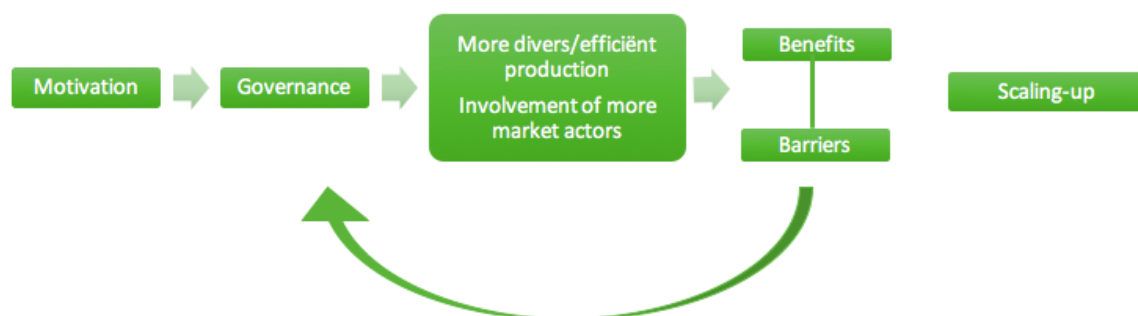 Motivation
Governance
More divers/efficiënt
production
Involvement of more
market actors
Benefits
Barriers
Scaling-up